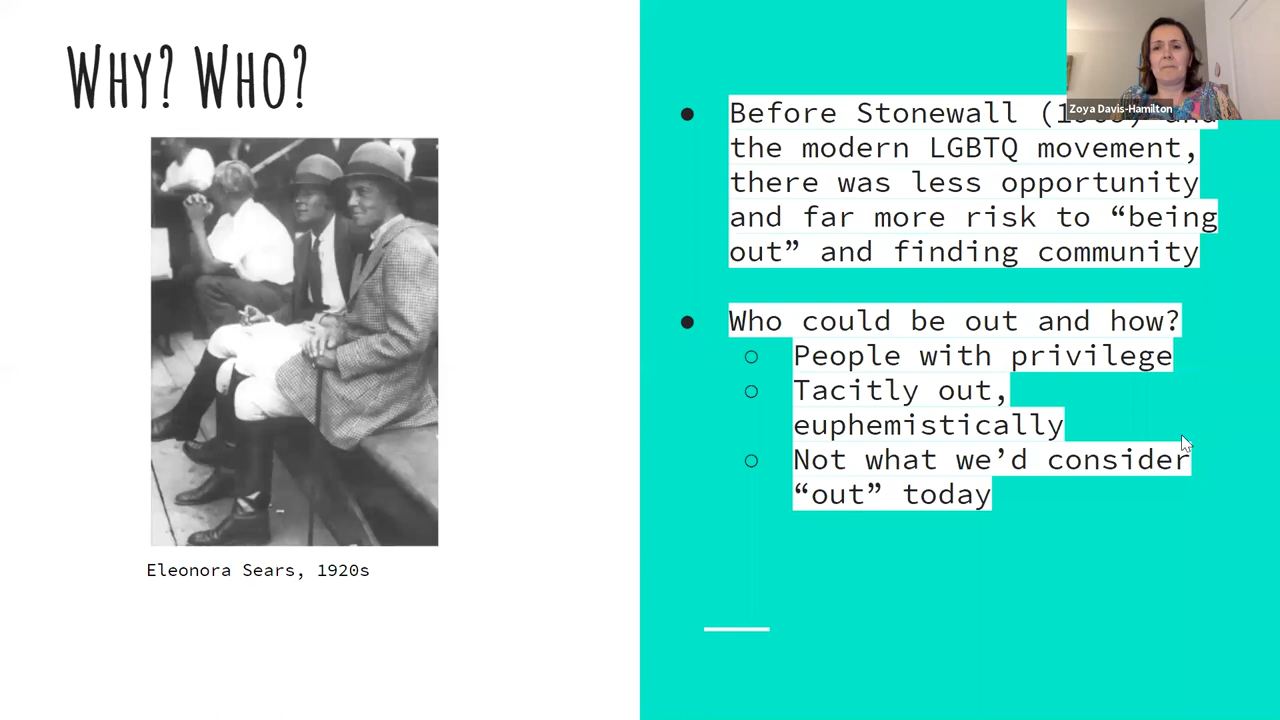 WHY? WHO?
Eleonora Sears, 1920s
Zoya Davis-Hamilton
● Before Stonewall
the modern LGBTQ movement,
there was less opportunity
and far more risk to “being
out” and finding community
● Who could be out and how?
○ People with privilege
○ Tacitly out,
euphemistically
○ Not what we’d consider
“out” today